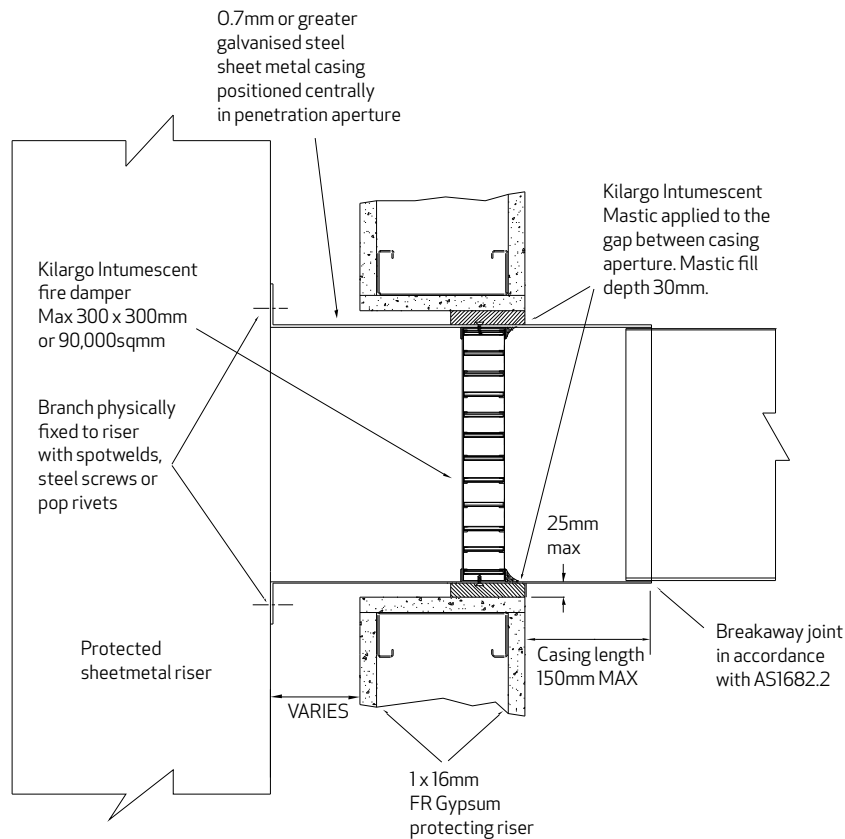 0.7mm or greater
galvanised steel
sheet metal casing
positioned centrally
in penetration aperture
Kilargo Intumescent
Mastic applied to the
gap between casing
aperture. Mastic fill
depth 30mm.
Kilargo Intumescent
fire damper
Max 300 x 300mm
or 90,000sqmm
Branch physically
fixed to riser
with spotwelds,
steel screws or
pop rivets
25mm
max
Protected
sheetmetal riser
VARIES
Casing length
150mm MAX
Breakaway joint
in accordance
with AS1682.2
1 x 16mm
FR Gypsum
protecting riser